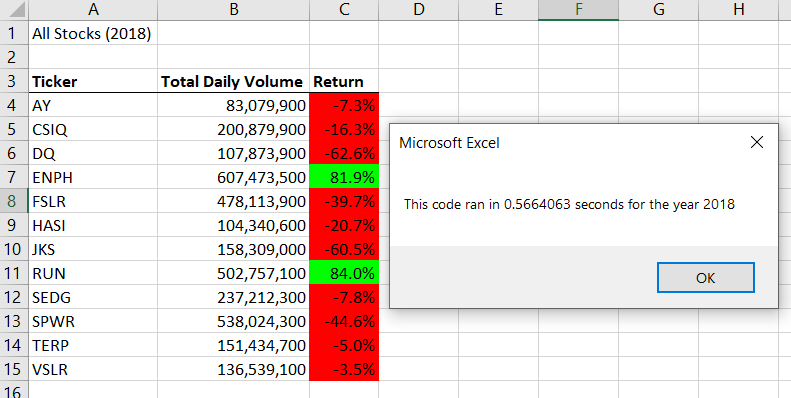 A B C D E F G H
1 All Stocks (2018)
2
3 Ticker Total Daily Volume Return
4 AY 83,079,900 -7.3%
5 CSIQ 200,879,900 -16.3%
6 DQ 107,873,900 -62.6%
7 ENPH 607,473,500 81.9%
8 FSLR 478,113,900 -39.7%
9 HASI 104,340,600 -20.7%
10 JKS 158,309,000 -60.5%
11 RUN 502,757,100 84.0%
12 SEDG 237,212,300 -7.8%
13 SPWR 538,024,300 -44.6%
14 TERP 151,434,700 -5.0%
15 VSLR 136,539,100 -3.5%
16
Microsoft Excel
This code ran in 0.5664063 seconds for the year 2018
OK